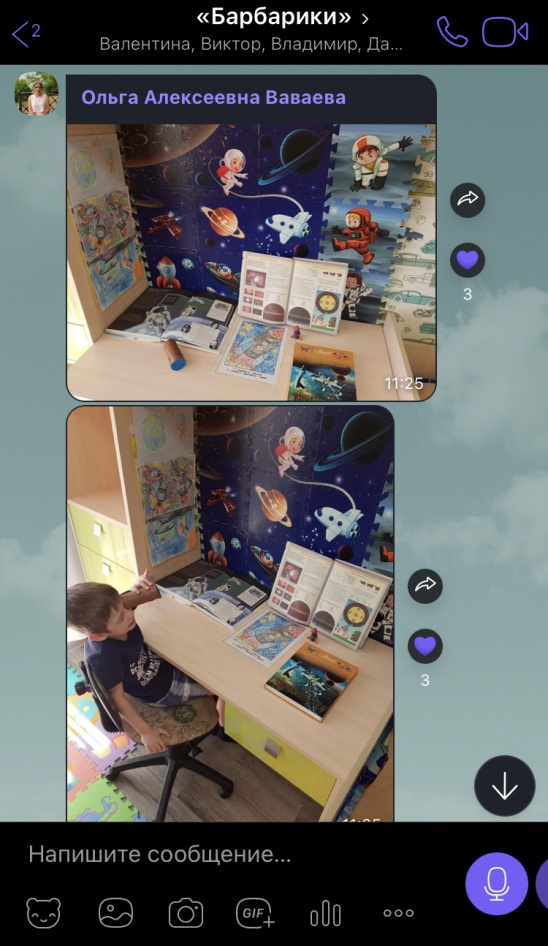 2
«Барбарики» >
Валентина, Виктор, Владимир, Да...
Ольга Алексеевна Ваваева
3
11:25
3
Напишите сообщение...
GIF